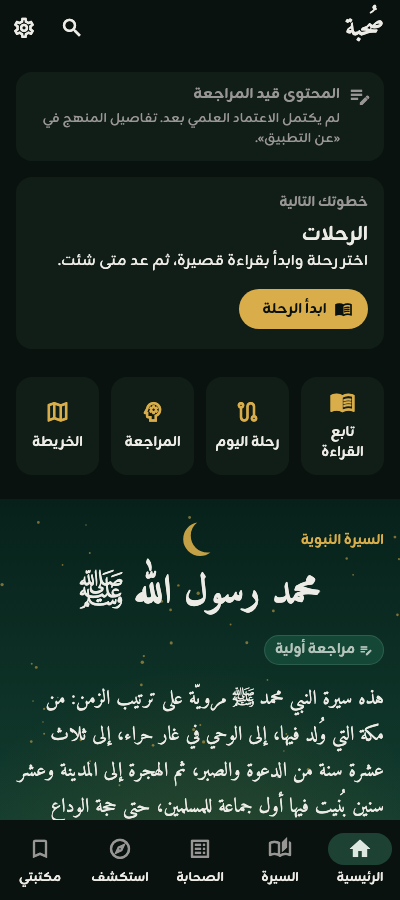 صُحبة
المحتوى قيد المراجعة
لم يكتمل الاعتماد العلمي بعد. تفاصيل المنهج في
«عن التطبيق».
خطوتك التالية
الرحلات
اختر رحلة وابدأ بقراءة قصيرة، ثم عد متى شئت.
ابدأ الرحلة
تابع
القراءة
رحلة اليوم
المراجعة
الخريطة
السيرة النبوية
محمد رسول الله ﷺ
مراجعة أولية
هذه سيرة النبي محمد ﷺ مرويّة على ترتيب الزمن: من
مكة التي وُلد فيها، إلى الوحي في غار حراء، إلى ثلاث
عشرة سنة من الدعوة والصبر، ثم الهجرة إلى المدينة وعشر
سنين بُنيت فيها أول جماعة للمسلمين، حتى حجة الوداع
الرئيسية
السيرة
الصحابة
استكشف
مكتبتي